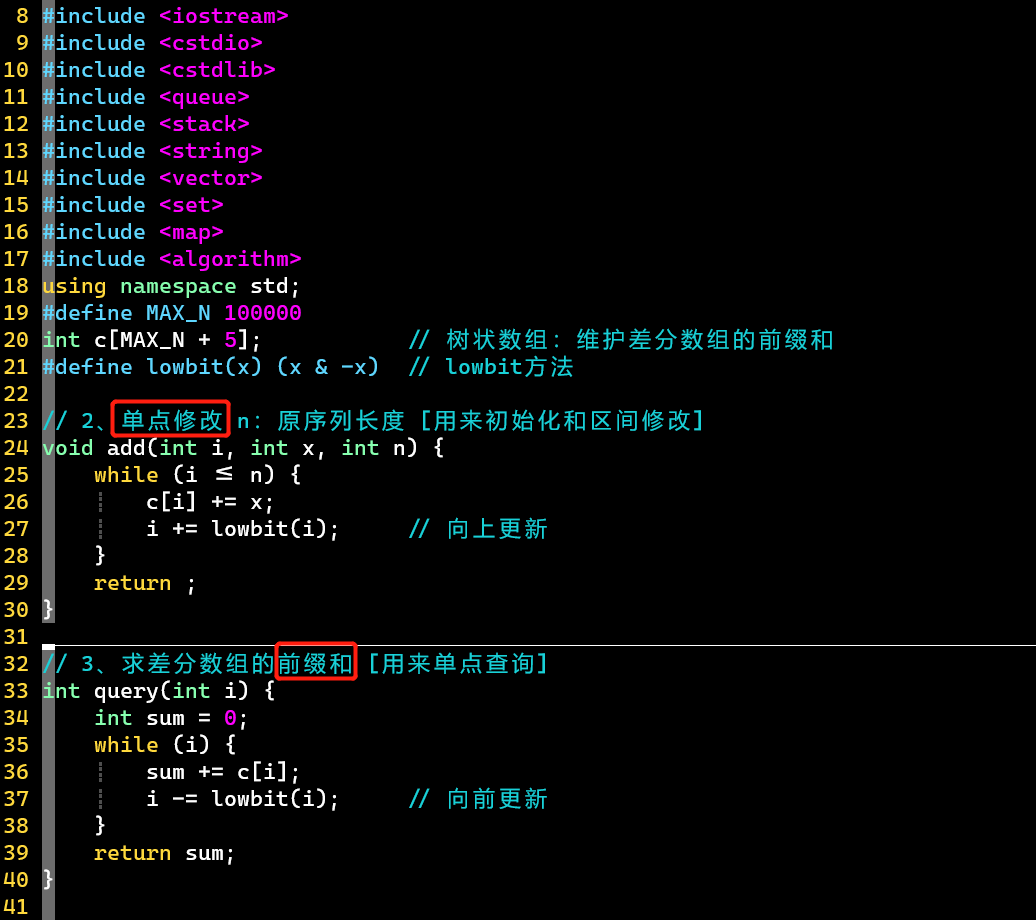 8 #include <iostream>
9 #include <cstdio>
10 #include <cstdlib>
11 #include <queue>
12 #include <stack>
13 #include <string>
14 #include <vector>
15 #include <set>
16 #include <map>
17 #include <algorithm>
18 using namespace std;
19 #define MAX_N 100000
20 int c[MAX_N + 5];           // 树状数组：维护差分数组的前缀和
21 #define lowbit(x) (x & -x)  // lowbit方法
22
23 // 2、单点修改 n：原序列长度 [用来初始化和区间修改]
24 void add(int i, int x, int n) {
25     while (i ≤ n) {
26         c[i] += x;
27         i += lowbit(i);     // 向上更新
28     }
29     return ;
30 }
31
32 // 3、求差分数组的前缀和 [用来单点查询]
33 int query(int i) {
34     int sum = 0;
35     while (i) {
36         sum += c[i];
37         i -= lowbit(i);     // 向前更新
38     }
39     return sum;
40 }
41